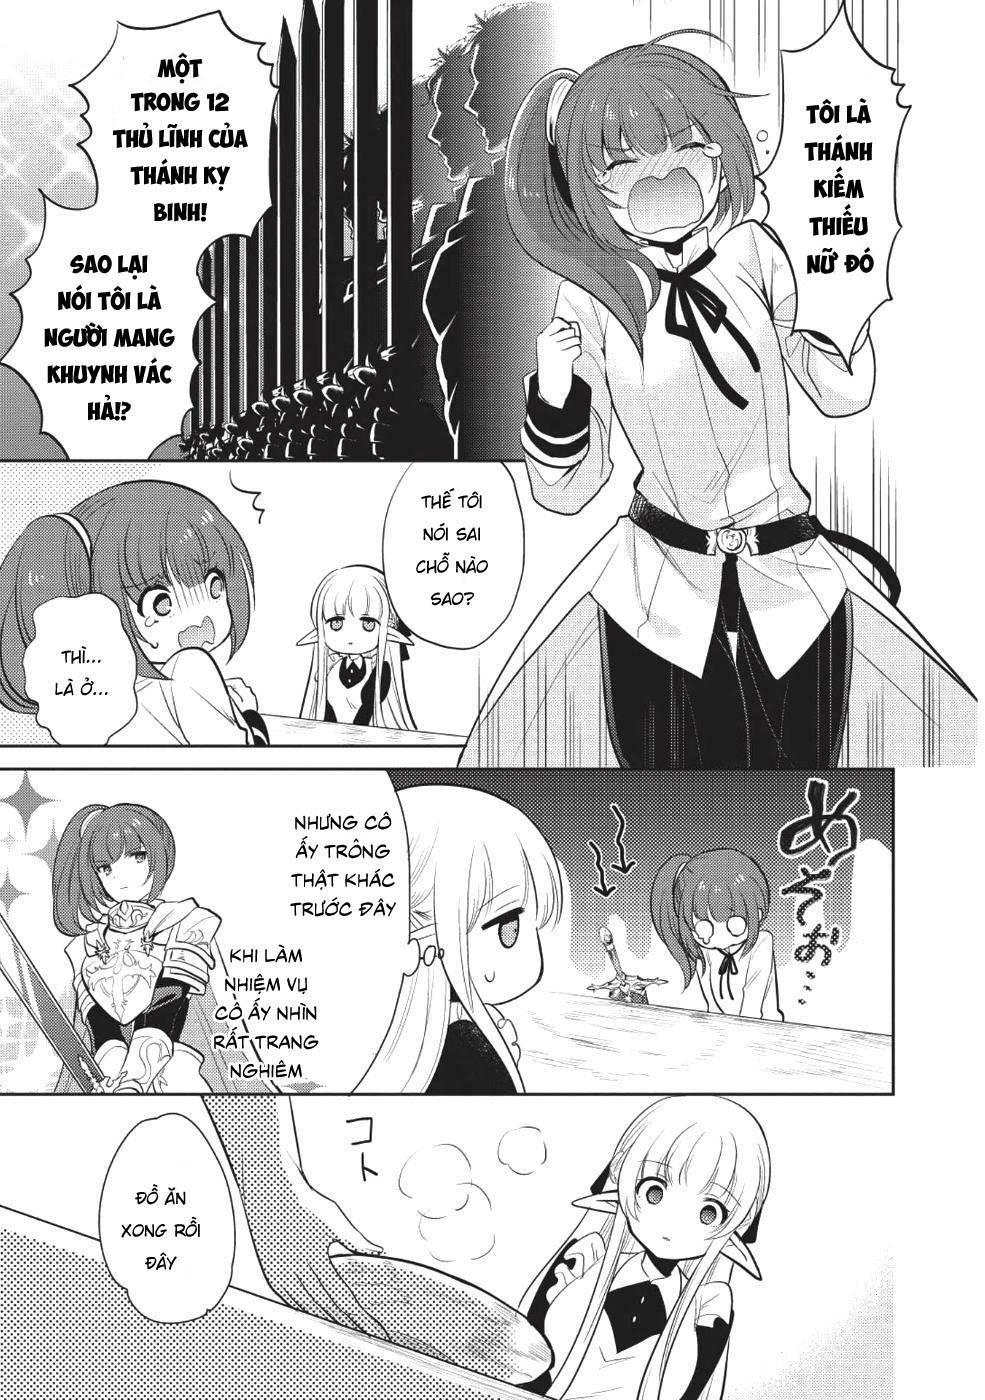 TÔI LÀ
THÁNH
KIẾM
THIẾU
NỮ ĐÓ
MỘT
TRONG 12
THỦ LĨNH CỦA
THÁNH KỴ
BINH!
SAO LẠI
NÓI TÔI LÀ
NGƯỜI MANG
KHUYNH VÁC
HẢ!?
THẾ TÔI
NÓI SAI
CHỖ NÀO
SAO?
THÌ...
LÀ Ở...
めそぉ…
NHƯNG CÔ
ẤY TRÔNG
THẬT KHÁC
TRƯỚC ĐÂY
KHI LÀM
NHIỆM VỤ
CÔ ẤY NHÌN
RẤT TRANG
NGHIÊM
コト
ĐỒ ĂN
XONG RỒI
ĐÂY